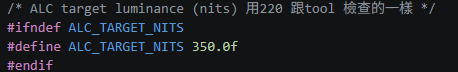 /* ALC target luminance (nits) 用220 跟tool 檢查的一樣 */
#ifndef ALC_TARGET_NITS
#define ALC_TARGET_NITS 350.0f
#endif